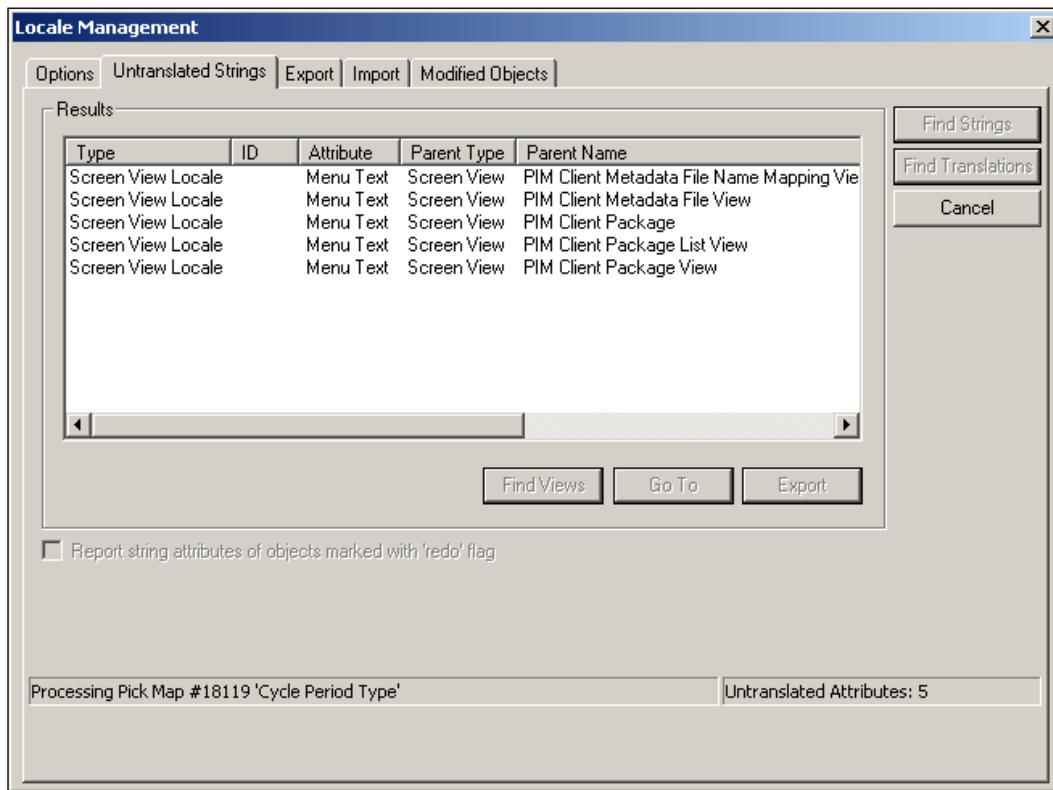 Locale Management
Options Untranslated Strings Export Import Modified Objects
Results
Find Strings
Find Translations
Cancel
Type ID Attribute Parent Type Parent Name
Screen View Locale Menu Text Screen View PIM Client Metadata File Name Mapping Vie
Screen View Locale Menu Text Screen View PIM Client Metadata File View
Screen View Locale Menu Text Screen View PIM Client Package
Screen View Locale Menu Text Screen View PIM Client Package List View
Screen View Locale Menu Text Screen View PIM Client Package View
Find Views Go To Export
Report string attributes of objects marked with 'redo' flag
Processing Pick Map #18119 'Cycle Period Type' Untranslated Attributes: 5